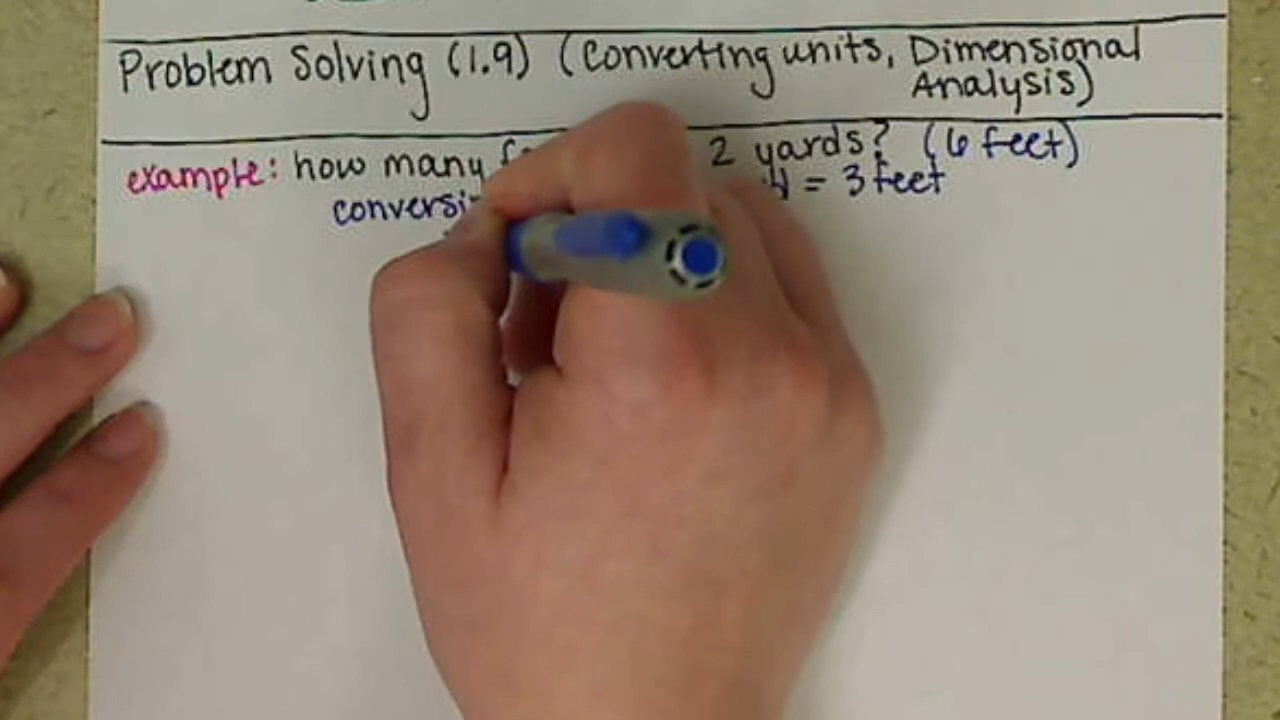 Problem Solving (1.9) (Converting units, Dimensional
Analysis)
example: how many 2 yards? (6 feet)
= 3 feet